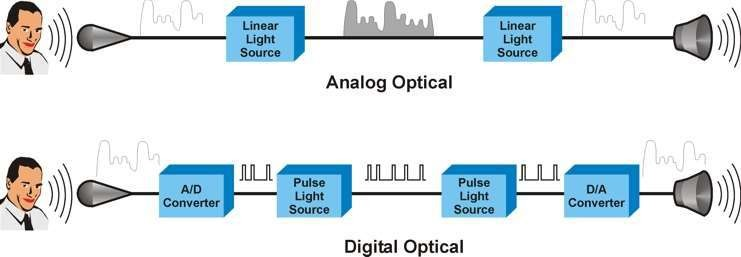 Linear
Light
Source
Linear
Light
Source
Analog Optical
A/D
Converter
Pulse
Light
Source
Pulse
Light
Source
D/A
Converter
Digital Optical